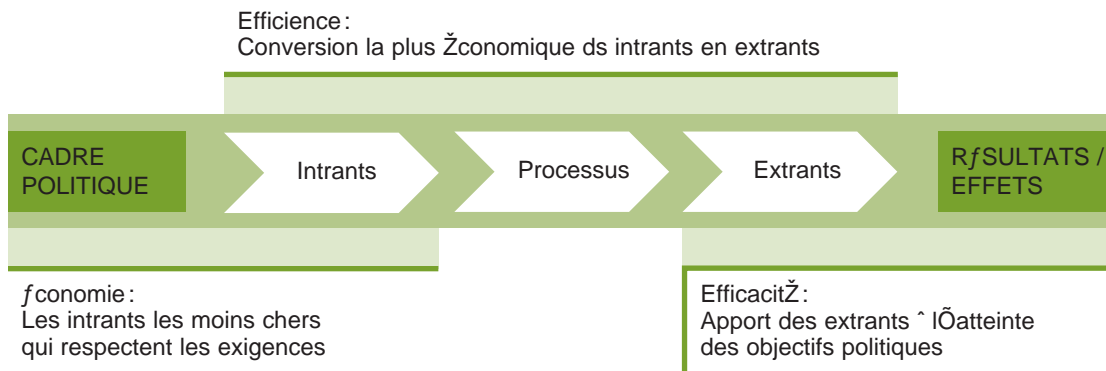 Efficience :
Conversion la plus Žconomique ds intrants en extrants
CADRE
POLITIQUE
Intrants
Processus
Extrants
RƒSULTATS /
EFFETS
ƒconomie :
Les intrants les moins chers
qui respectent les exigences
EfficacitŽ :
Apport des extrants ˆ lÕatteinte
des objectifs politiques